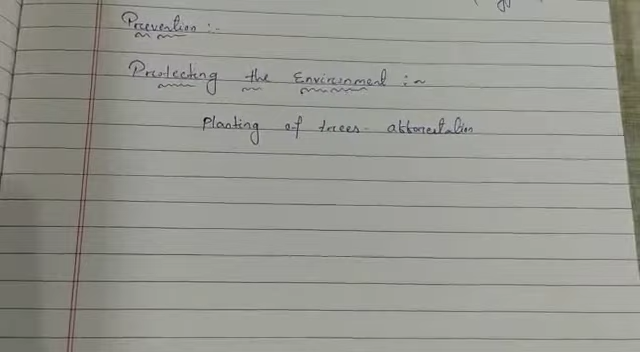 Prevention :-
Protecting the Environment :~
Planting of trees- afforestation